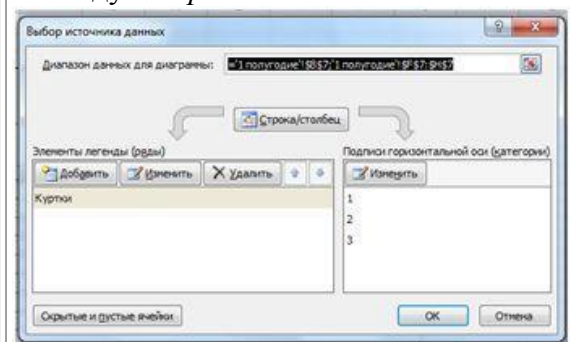 Выбор источника данных
Диапазон данных для диаграммы: ='1 полугодие'!$B$7;'1 полугодие'!$F$7:$H$7
Строка/столбец
Элементы легенды (ряды)
Подписи горизонтальной оси (категории)
Добавить Изменить Удалить
Изменить
Куртки
1
2
3
Скрытые и пустые ячейки
ОК Отмена